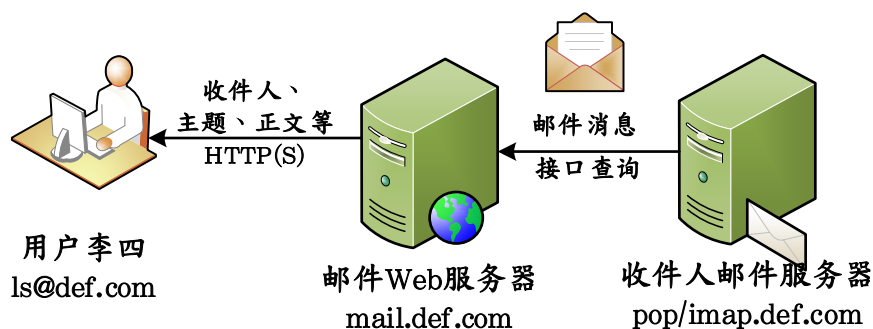 收件人、
主题、正文等
HTTP(S)
邮件消息
接口查询
用户李四
ls@def.com
邮件Web服务器
mail.def.com
收件人邮件服务器
pop/imap.def.com